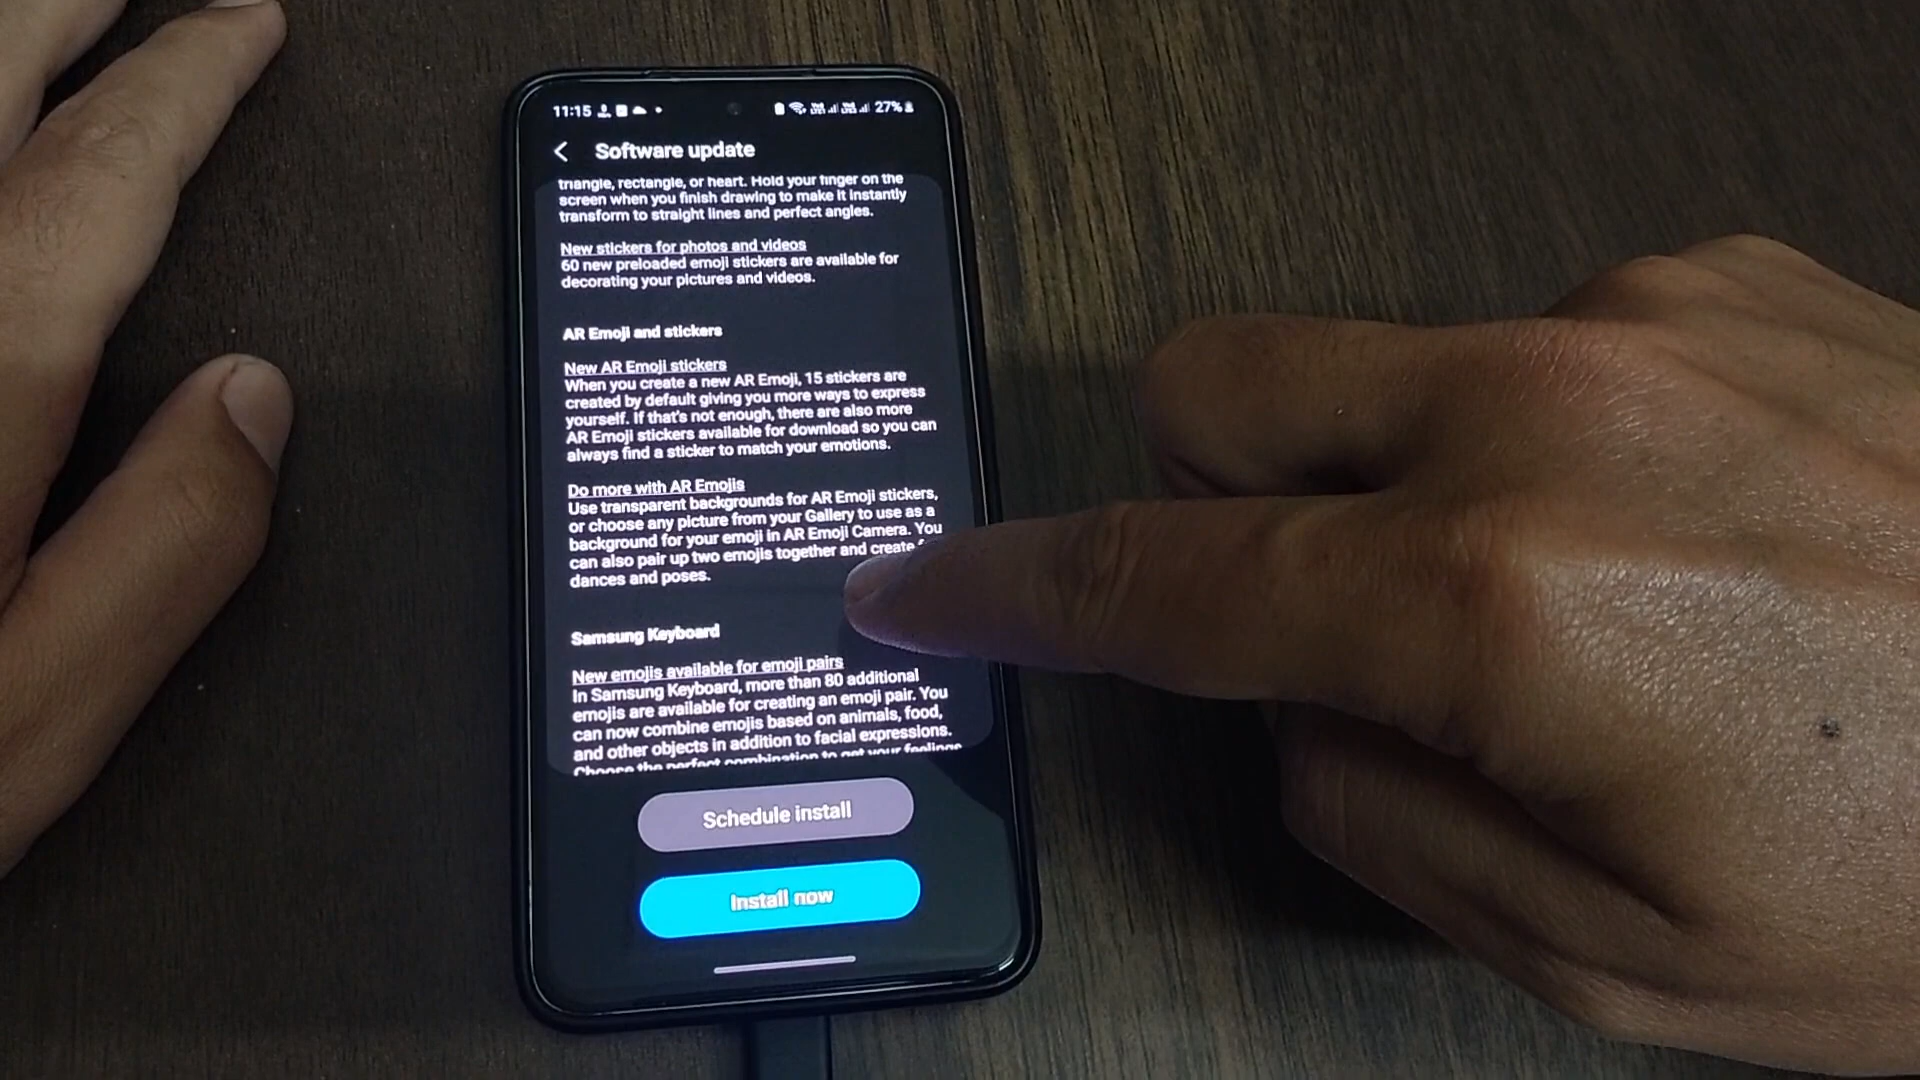 11:15
27%
Software update
triangle, rectangle, or heart. Hold your finger on the
screen when you finish drawing to make it instantly
transform to straight lines and perfect angles.
New stickers for photos and videos
60 new preloaded emoji stickers are available for
decorating your pictures and videos.
AR Emoji and stickers
New AR Emoji stickers
When you create a new AR Emoji, 15 stickers are
created by default giving you more ways to express
yourself. If that's not enough, there are also more
AR Emoji stickers available for download so you can
always find a sticker to match your emotions.
Do more with AR Emojis
Use transparent backgrounds for AR Emoji stickers,
or choose any picture from your Gallery to use as a
background for your emoji in AR Emoji Camera. You
can also pair up two emojis together and create
dances and poses.
Samsung Keyboard
New emojis available for emoji pairs
In Samsung Keyboard, more than 80 additional
emojis are available for creating an emoji pair. You
can now combine emojis based on animals, food,
and other objects in addition to facial expressions.
Choose the perfect combination to get your feelings
Schedule install
Install now